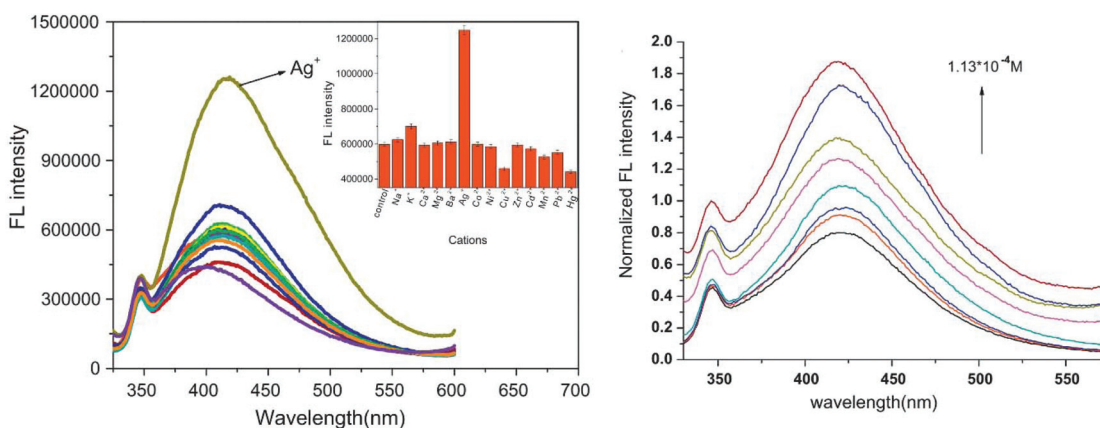 1500000
1200000
900000
600000
300000
0
FL intensity
350
400
450
500
550
600
650
700
Wavelength(nm)
Ag⁺
1200000
1000000
800000
600000
400000
FL intensity
control
Na⁺
K⁺
Ca²⁺
Mg²⁺
Ba²⁺
Ag⁺
Co²⁺
Ni²⁺
Cu²⁺
Zn²⁺
Cd²⁺
Mn²⁺
Pb²⁺
Hg²⁺
Cations
2.0
1.8
1.6
1.4
1.2
1.0
0.8
0.6
0.4
0.2
0.0
Normalized FL intensity
1.13*10⁻⁴M
350
400
450
500
550
wavelength(nm)